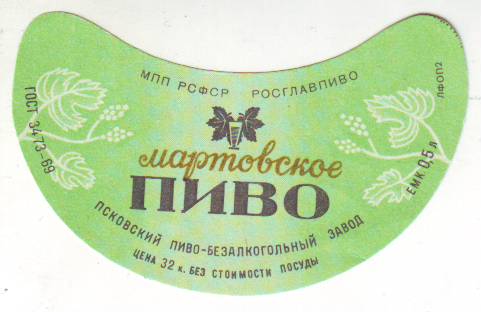 МПП РСФСР РОСГЛАВПИВО
ГОСТ 3473-69
ЛФОП2
мартовское
ПИВО
ЕМК 0,5 л
ПСКОВСКИЙ ПИВО-БЕЗАЛКОГОЛЬНЫЙ ЗАВОД
ЦЕНА 32 к. БЕЗ СТОИМОСТИ ПОСУДЫ